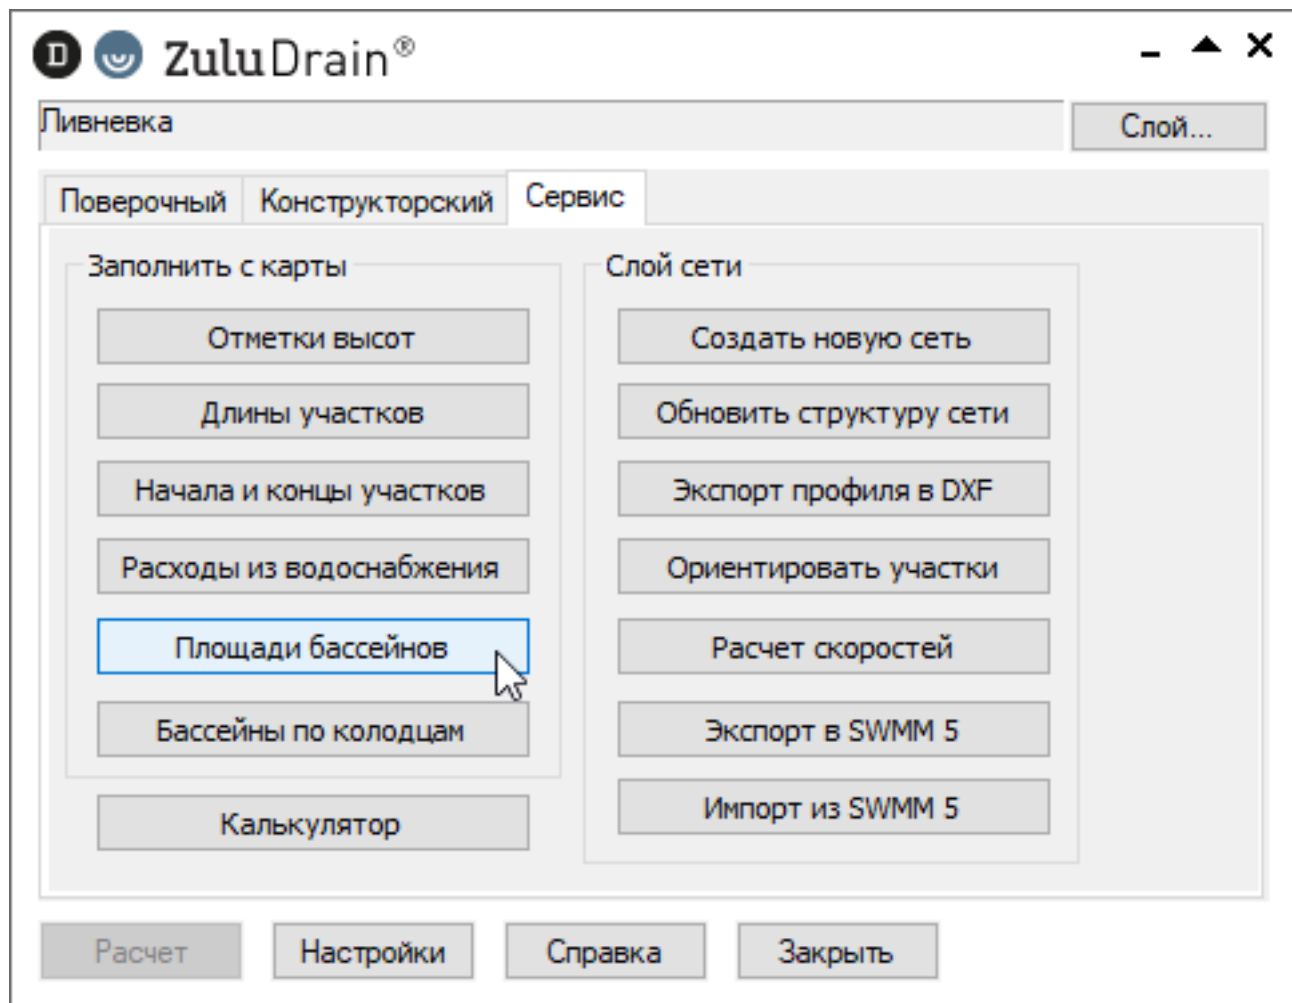 D ZuluDrain®
Ливневка
Слой...
Поверочный Конструкторский Сервис
Заполнить с карты
Отметки высот
Длины участков
Начала и концы участков
Расходы из водоснабжения
Площади бассейнов
Бассейны по колодцам
Калькулятор
Слой сети
Создать новую сеть
Обновить структуру сети
Экспорт профиля в DXF
Ориентировать участки
Расчет скоростей
Экспорт в SWMM 5
Импорт из SWMM 5
Расчет Настройки Справка Закрыть